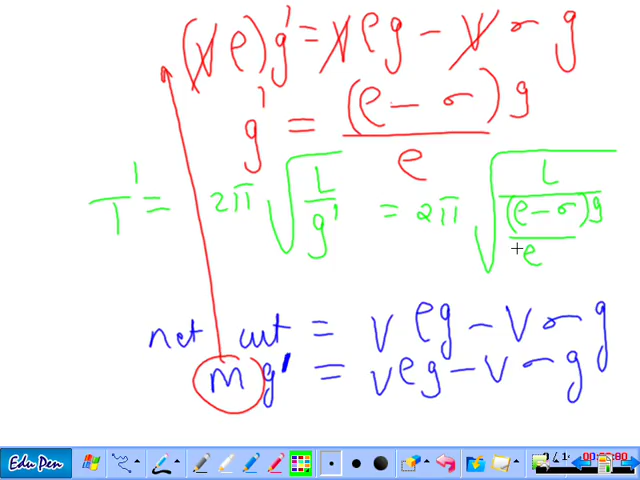 (Vρ)g' = Vρg - Vσg
g' = (ρ - σ)g / ρ
T' = 2π √(L / g') = 2π √(L / ((ρ - σ)g / ρ))
net wt = Vρg - Vσg
mg' = Vρg - Vσg
Edu Pen